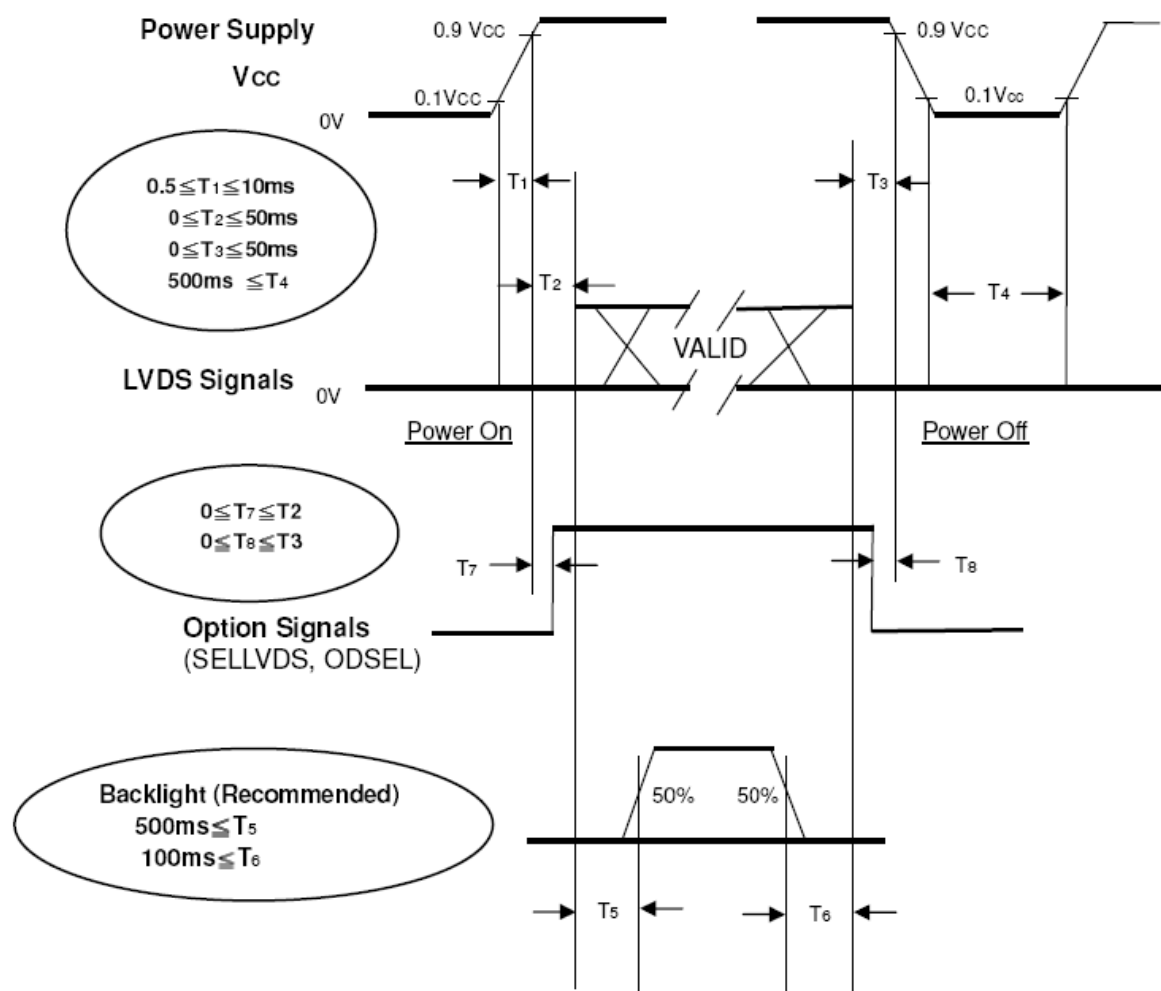 Power Supply
Vcc
0.9 Vcc
0.9 Vcc
0.1Vcc
0.1Vcc
0V
0.5≦T1≦10ms
0≦T2≦50ms
0≦T3≦50ms
500ms ≦T4
T1
T3
T2
T4
VALID
LVDS Signals
0V
Power On
Power Off
0≦T7≦T2
0≦T8≦T3
T7
T8
Option Signals
(SELLVDS, ODSEL)
Backlight (Recommended)
500ms≦T5
100ms≦T6
50%
50%
T5
T6